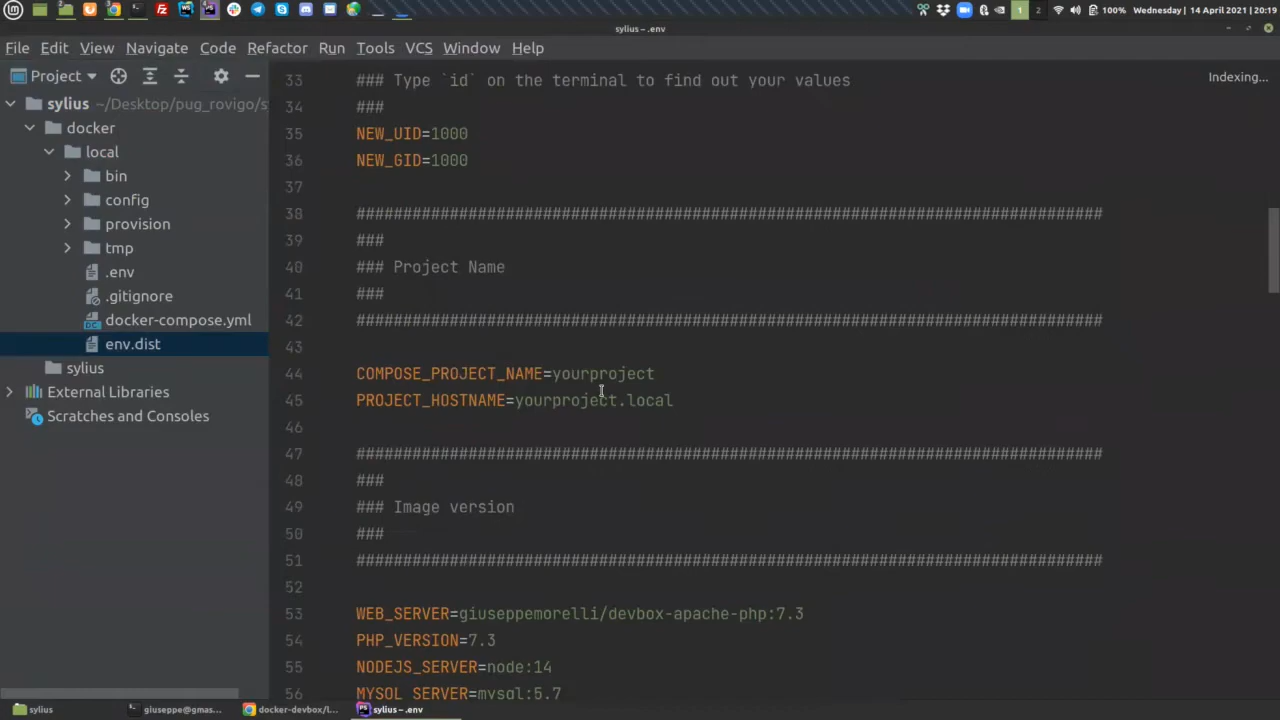 100% Wednesday | 14 April 2021 | 20:19
sylius – .env
File Edit View Navigate Code Refactor Run Tools VCS Window Help
Project
sylius ~/Desktop/pug_rovigo/s
docker
local
bin
config
provision
tmp
.env
.gitignore
docker-compose.yml
env.dist
sylius
External Libraries
Scratches and Consoles
Indexing...
33 ### Type `id` on the terminal to find out your values
34 ###
35 NEW_UID=1000
36 NEW_GID=1000
37
38 ################################################################################
39 ###
40 ### Project Name
41 ###
42 ################################################################################
43
44 COMPOSE_PROJECT_NAME=yourproject
45 PROJECT_HOSTNAME=yourproject.local
46
47 ################################################################################
48 ###
49 ### Image version
50 ###
51 ################################################################################
52
53 WEB_SERVER=giuseppemorelli/devbox-apache-php:7.3
54 PHP_VERSION=7.3
55 NODEJS_SERVER=node:14
56 MYSQL_SERVER=mysql:5.7
sylius giuseppe@gmas... docker-devbox/l... sylius – .env